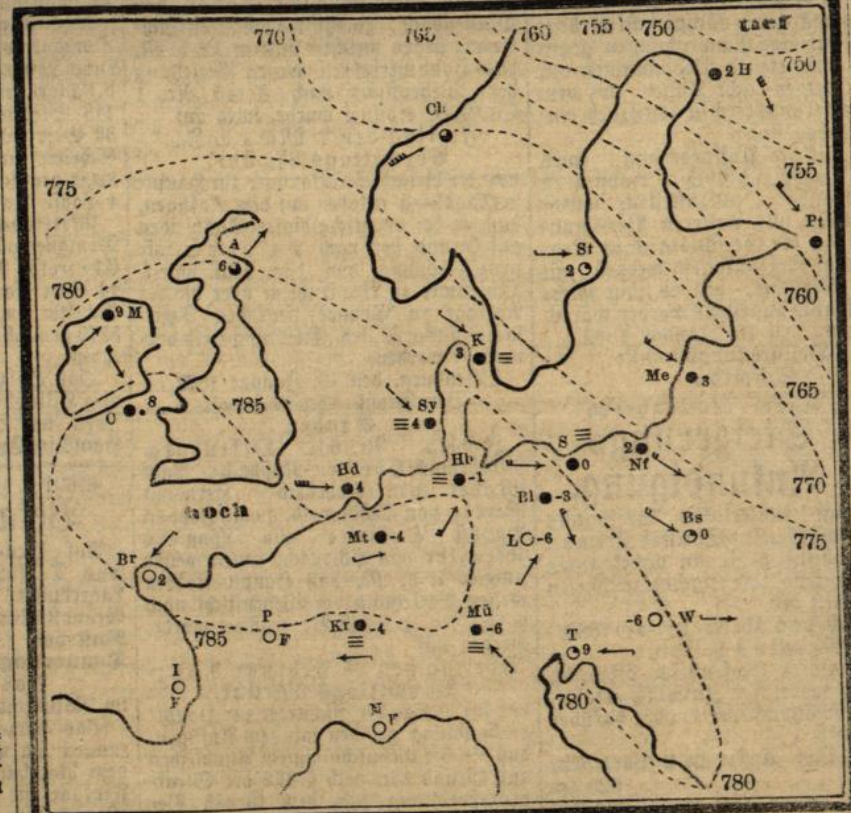 770 765 760 755 750 tief
2 H
750
Ch
775
755
Pt
1
A
6
St
2
780
760
9 M
K
3
765
Me 3
C 8
785
Sy
4
S
0
2
Nf
770
Hd
4
Hb
-1
hoch
Bl -3
Mt -4
L -6
Bs
0
775
Br
2
785
P
F
Kr -4
Mü
-6
-6 W
T
9
I
F
N
F
780
780